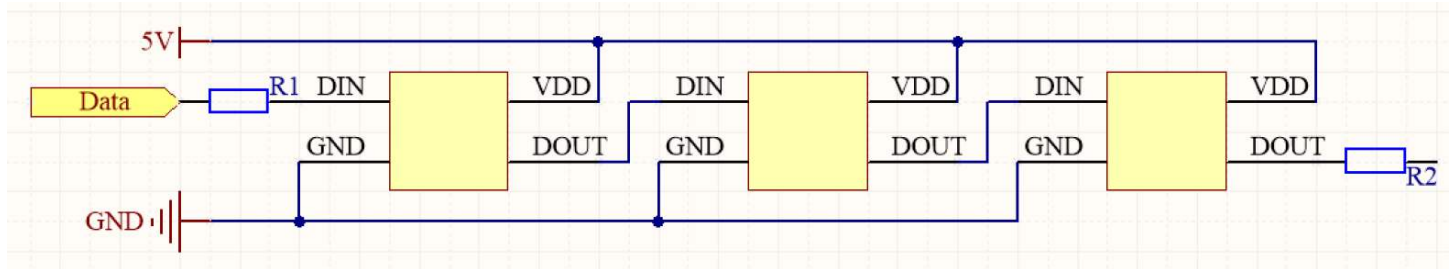 5V
Data
R1
DIN
VDD
DIN
VDD
DIN
VDD
GND
DOUT
GND
DOUT
GND
DOUT
R2
GND